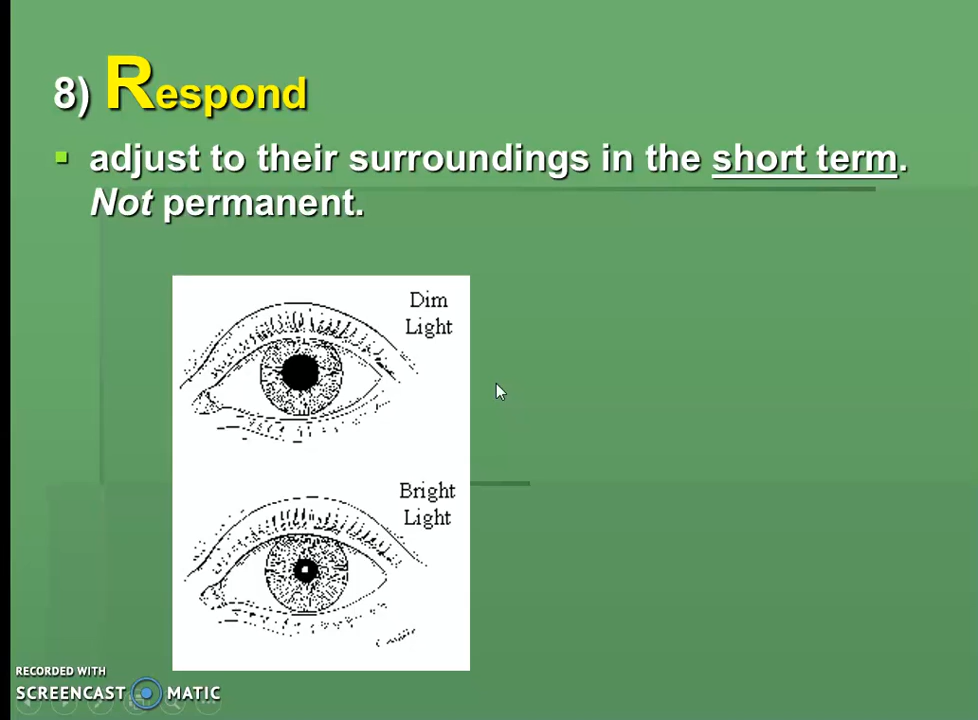 8) Respond
▪ adjust to their surroundings in the short term.
Not permanent.
Dim
Light
Bright
Light
RECORDED WITH
SCREENCAST MATIC